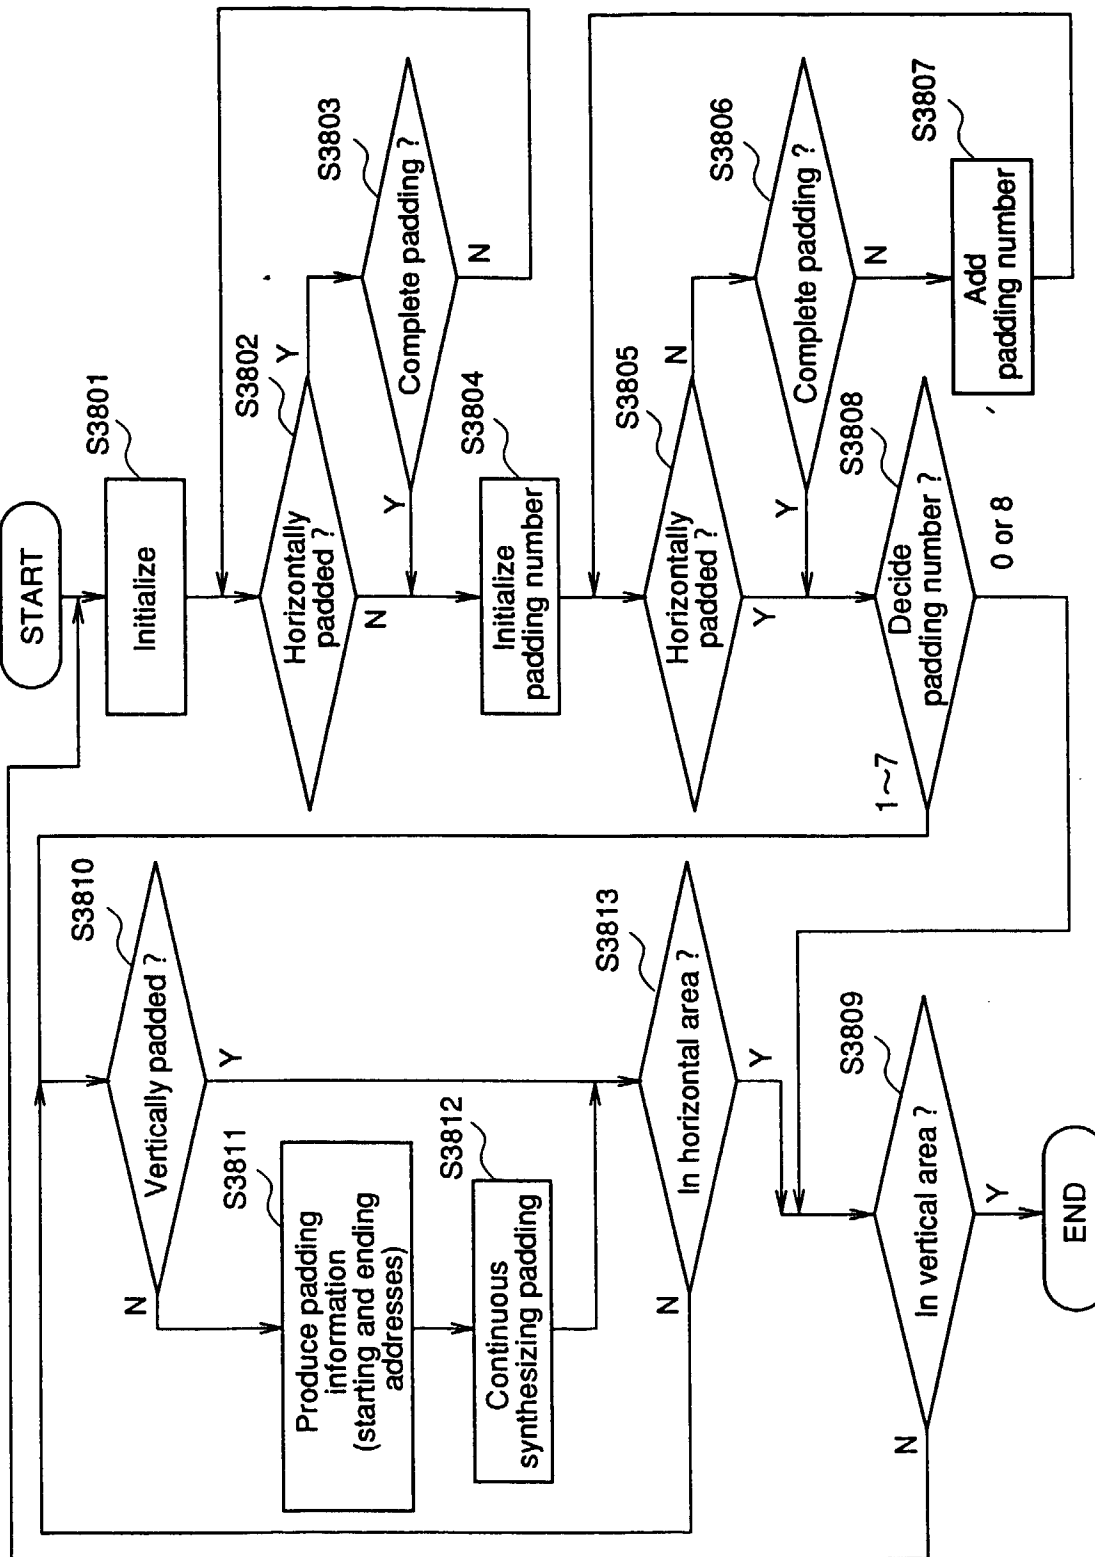 START
S3801
Initialize
S3802
Horizontally
padded ?
Y
N
S3803
Complete padding ?
Y
N
S3804
Initialize
padding number
S3805
Horizontally
padded ?
N
Y
S3806
Complete padding ?
Y
N
S3807
Add
padding number
S3808
Decide
padding number ?
1~7
0 or 8
S3810
Vertically padded ?
N
Y
S3811
Produce padding
information
(starting and ending
addresses)
S3812
Continuous
synthesizing padding
S3813
In horizontal area ?
N
Y
S3809
In vertical area ?
N
Y
END